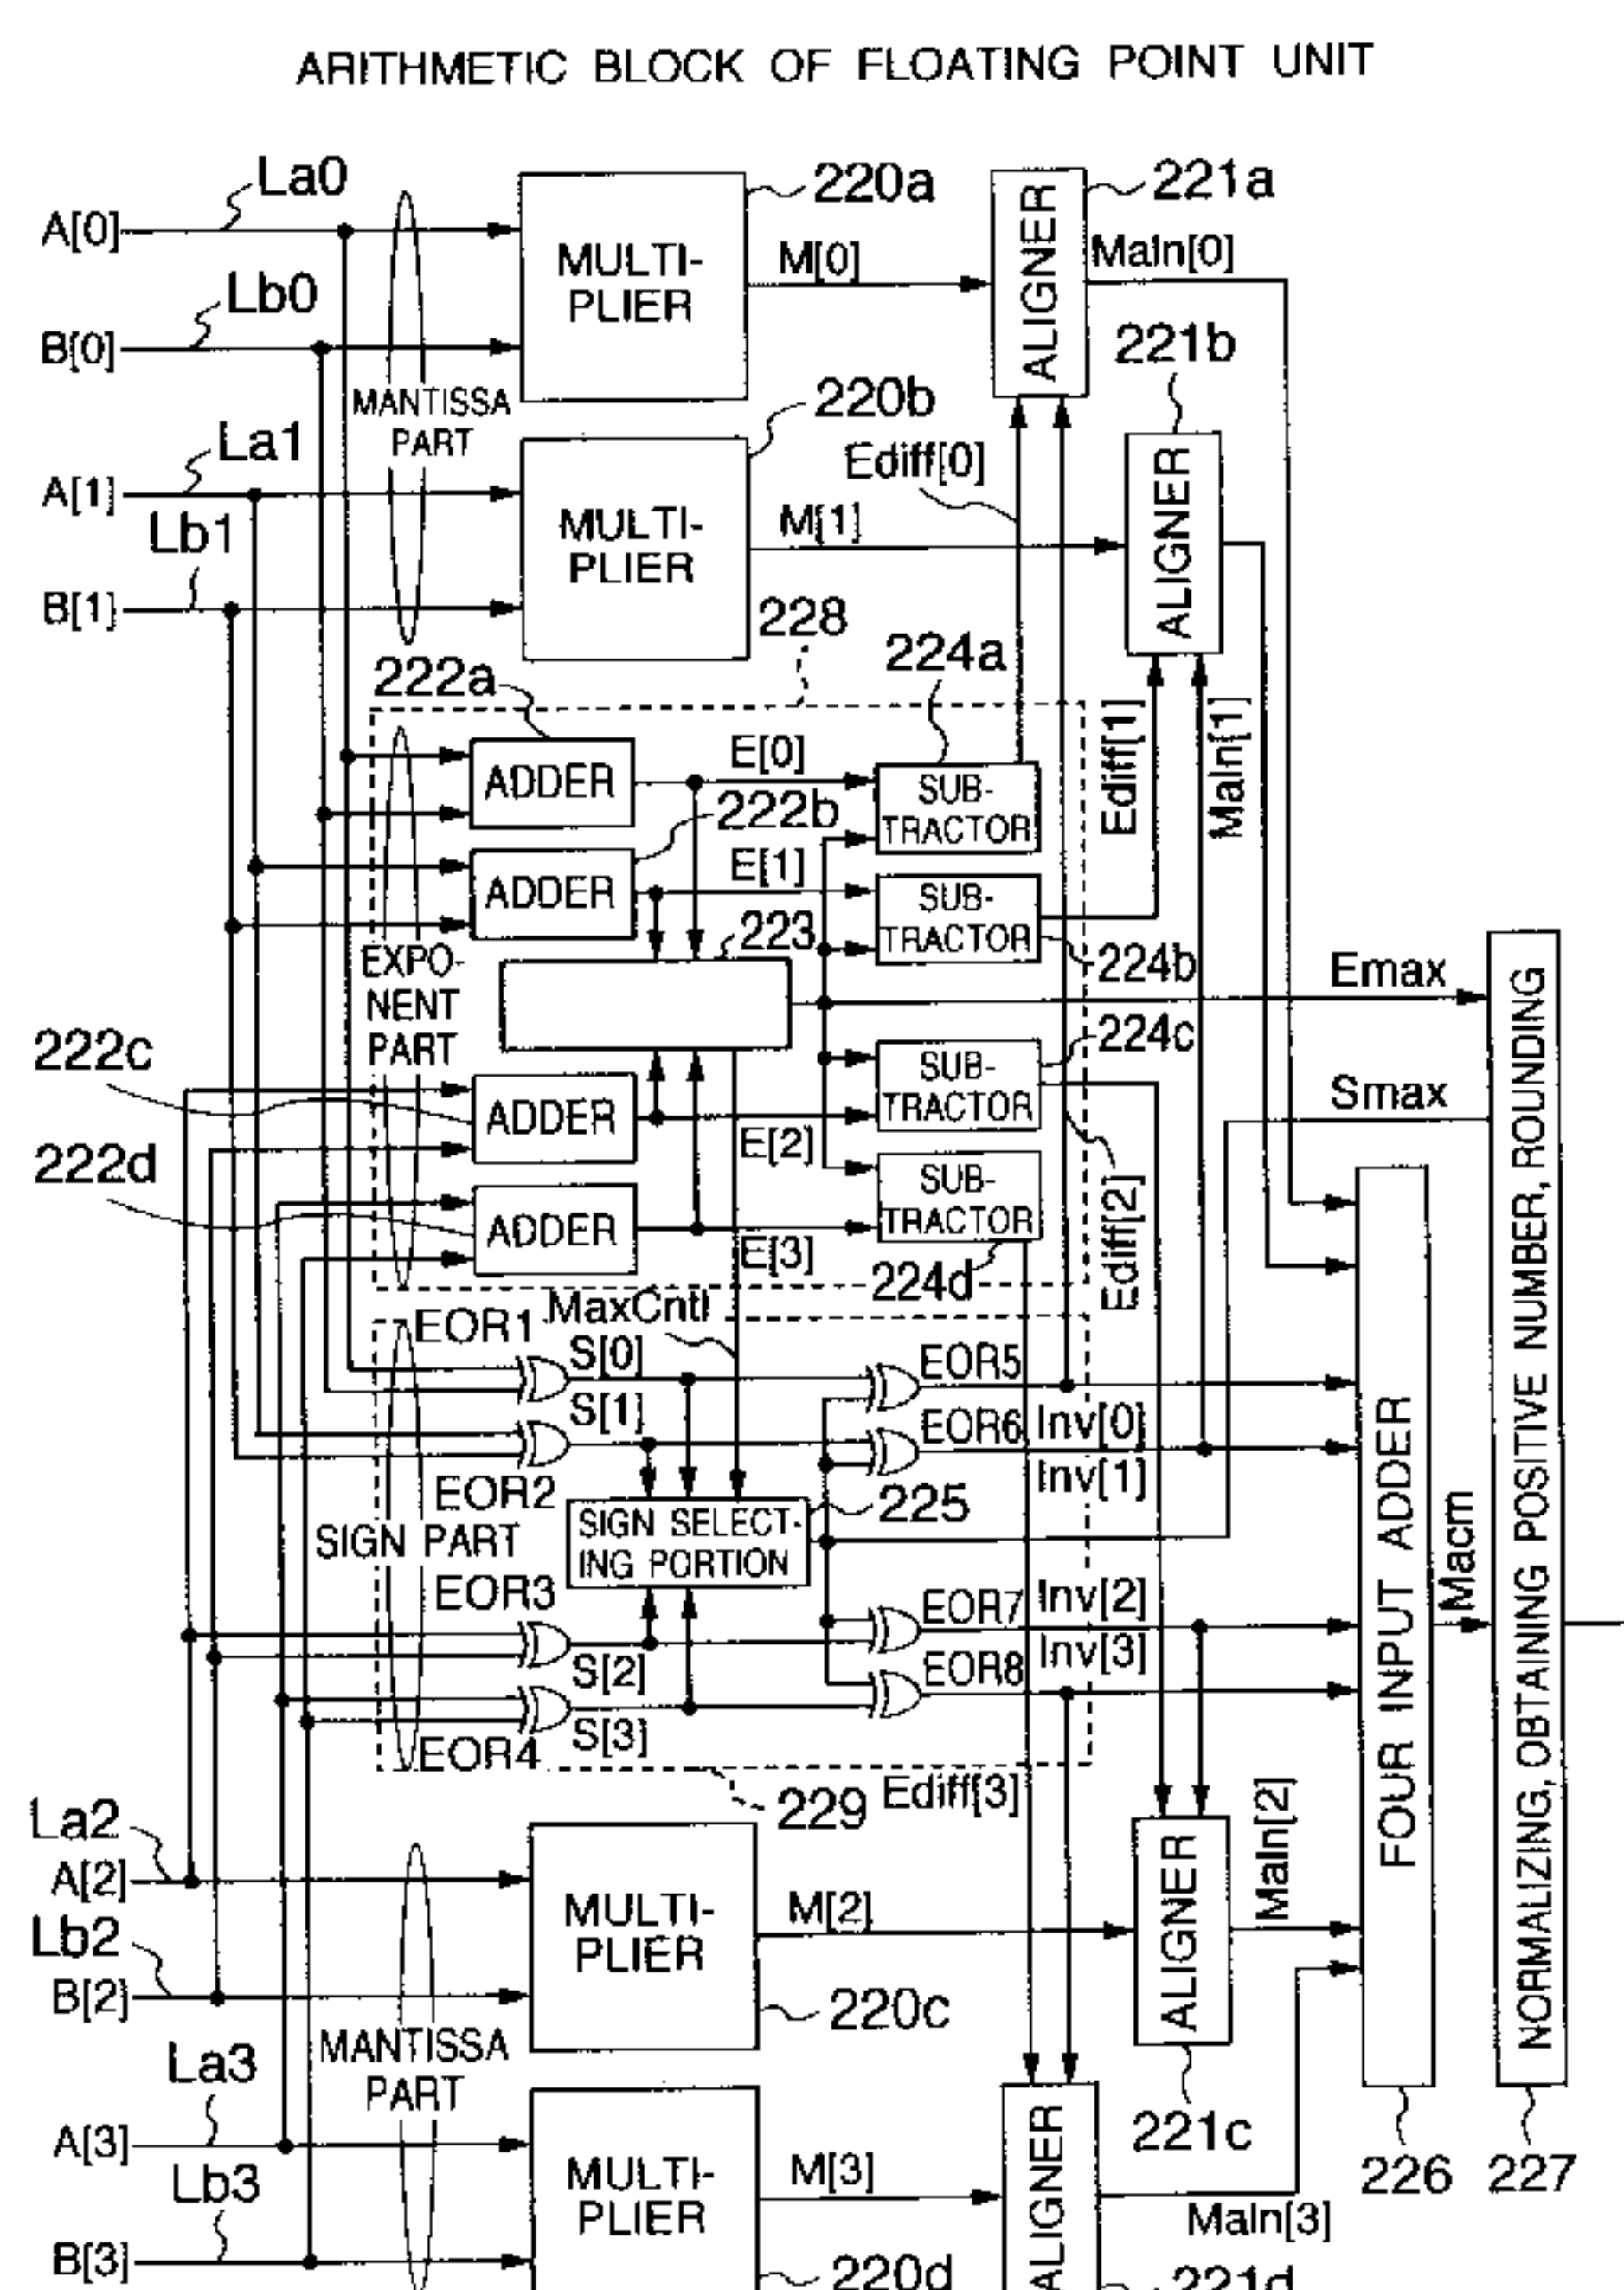 ARITHMETIC BLOCK OF FLOATING POINT UNIT
La0
A[0]
Lb0
B[0]
MANTISSA
PART
MULTI-
PLIER
220a
M[0]
ALIGNER
221a
Maln[0]
La1
A[1]
Lb1
B[1]
MULTI-
PLIER
220b
M[1]
Ediff[0]
221b
ALIGNER
228
222a
224a
ADDER
E[0]
222b
SUB-
TRACTOR
ADDER
E[1]
SUB-
TRACTOR
224b
Ediff[1]
Maln[1]
EXPO-
NENT
PART
223
Emax
222c
ADDER
E[2]
SUB-
TRACTOR
224c
Smax
222d
ADDER
E[3]
SUB-
TRACTOR
224d
Ediff[2]
MaxCntl
EOR1
S[0]
EOR5
S[1]
EOR6
Inv[0]
Inv[1]
EOR2
SIGN PART
SIGN SELECT-
ING PORTION
225
EOR3
S[2]
EOR7
Inv[2]
Inv[3]
EOR8
EOR4
S[3]
229
Ediff[3]
FOUR INPUT ADDER
Macm
NORMALIZING, OBTAINING POSITIVE NUMBER, ROUNDING
La2
A[2]
Lb2
B[2]
MULTI-
PLIER
M[2]
220c
ALIGNER
Maln[2]
221c
226
227
MANTISSA
PART
La3
A[3]
Lb3
B[3]
MULTI-
PLIER
M[3]
220d
ALIGNER
Maln[3]
221d